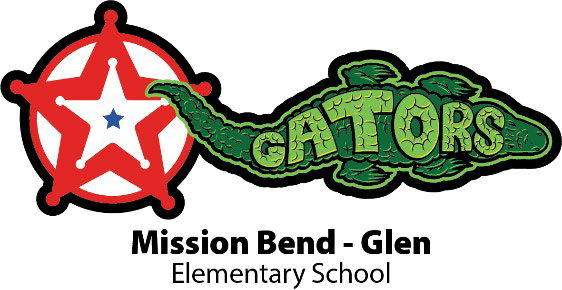 GATORS
Mission Bend - Glen
Elementary School